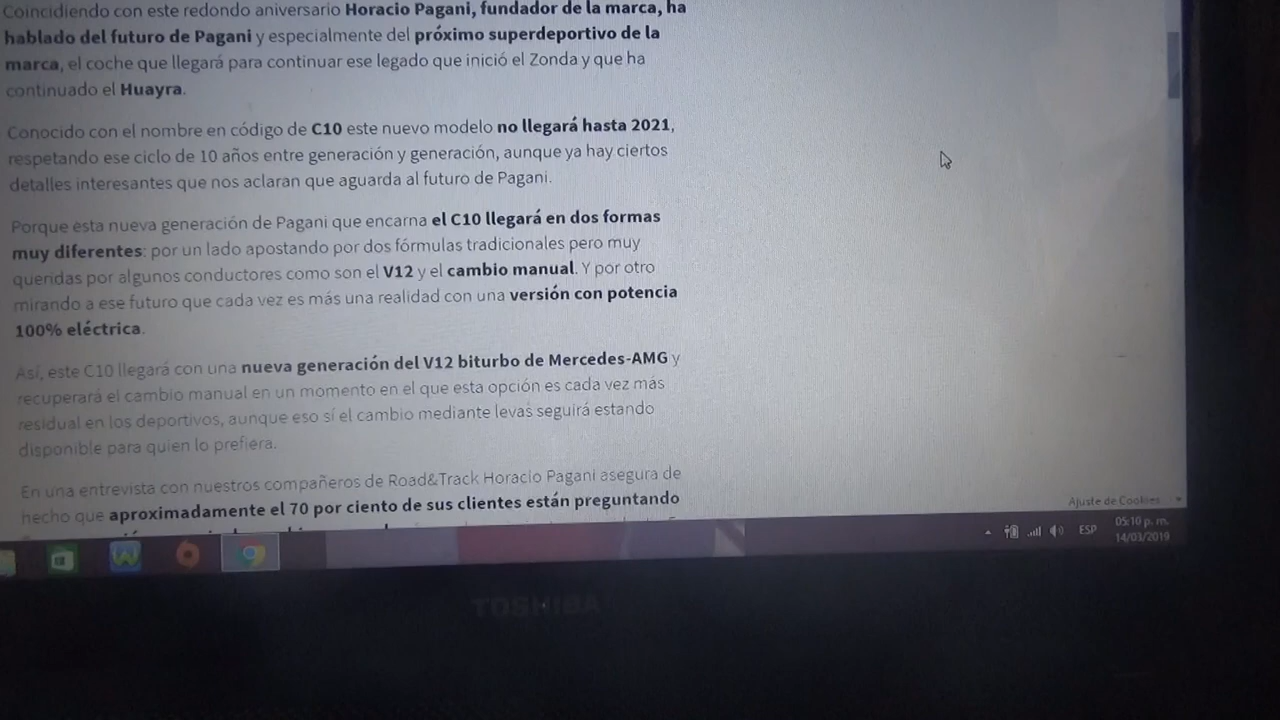 Coincidiendo con este redondo aniversario Horacio Pagani, fundador de la marca, ha
hablado del futuro de Pagani y especialmente del próximo superdeportivo de la
marca, el coche que llegará para continuar ese legado que inició el Zonda y que ha
continuado el Huayra.
Conocido con el nombre en código de C10 este nuevo modelo no llegará hasta 2021,
respetando ese ciclo de 10 años entre generación y generación, aunque ya hay ciertos
detalles interesantes que nos aclaran que aguarda al futuro de Pagani.
Porque esta nueva generación de Pagani que encarna el C10 llegará en dos formas
muy diferentes: por un lado apostando por dos fórmulas tradicionales pero muy
queridas por algunos conductores como son el V12 y el cambio manual. Y por otro
mirando a ese futuro que cada vez es más una realidad con una versión con potencia
100% eléctrica.
Así, este C10 llegará con una nueva generación del V12 biturbo de Mercedes-AMG y
recuperará el cambio manual en un momento en el que esta opción es cada vez más
residual en los deportivos, aunque eso sí el cambio mediante levas seguirá estando
disponible para quien lo prefiera.
En una entrevista con nuestros compañeros de Road&Track Horacio Pagani asegura de
hecho que aproximadamente el 70 por ciento de sus clientes están preguntando
Ajuste de Cookies
ESP
05:10 p. m.
14/03/2019
TOSHIBA